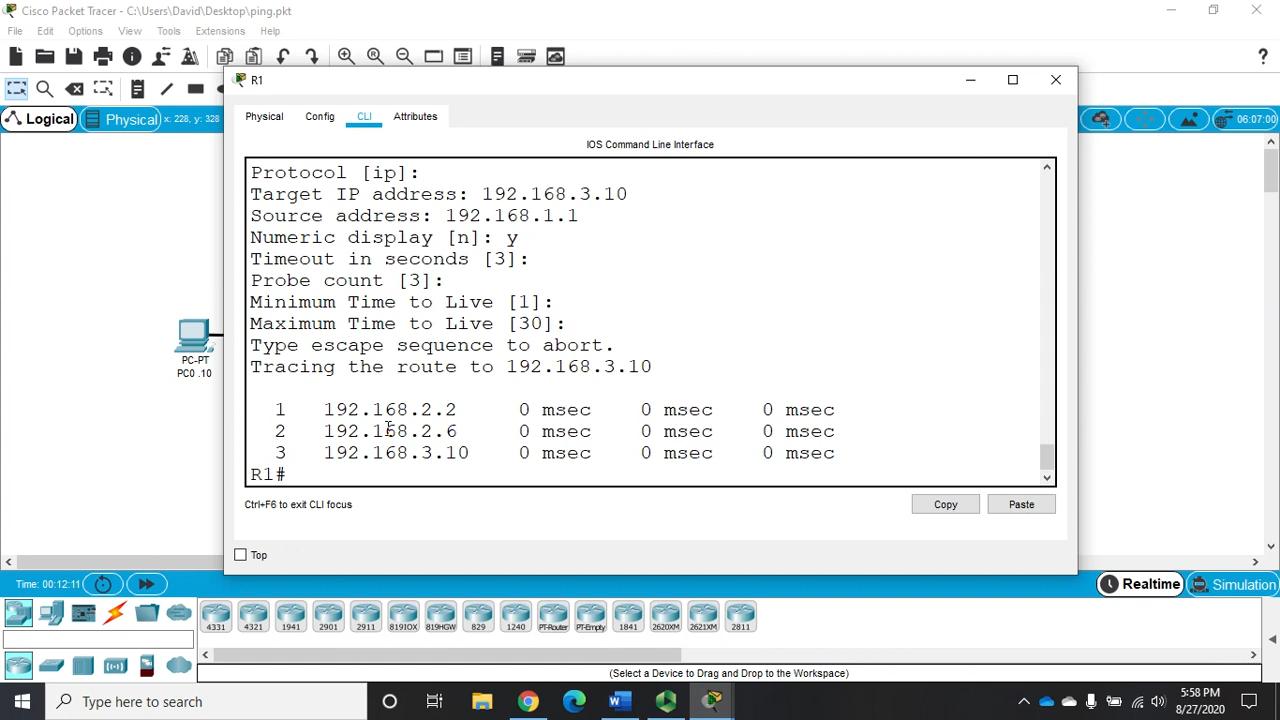 Cisco Packet Tracer - C:\Users\David\Desktop\ping.pkt
File Edit Options View Tools Extensions Help
R1
Logical Physical x: 228, y: 328 06:07:00
Physical Config CLI Attributes
IOS Command Line Interface
Protocol [ip]:
Target IP address: 192.168.3.10
Source address: 192.168.1.1
Numeric display [n]: y
Timeout in seconds [3]:
Probe count [3]:
Minimum Time to Live [1]:
Maximum Time to Live [30]:
Type escape sequence to abort.
Tracing the route to 192.168.3.10
1 192.168.2.2 0 msec 0 msec 0 msec
2 192.168.2.6 0 msec 0 msec 0 msec
3 192.168.3.10 0 msec 0 msec 0 msec
R1#
PC-PT
PC0 .10
Ctrl+F6 to exit CLI focus Copy Paste
Top
Time: 00:12:11 Realtime Simulation
4331 4321 1941 2901 2911 819IOX 819HGW 829 1240 PT-Router PT-Empty 1841 2620XM 2621XM 2811
(Select a Device to Drag and Drop to the Workspace)
Type here to search
5:58 PM
8/27/2020